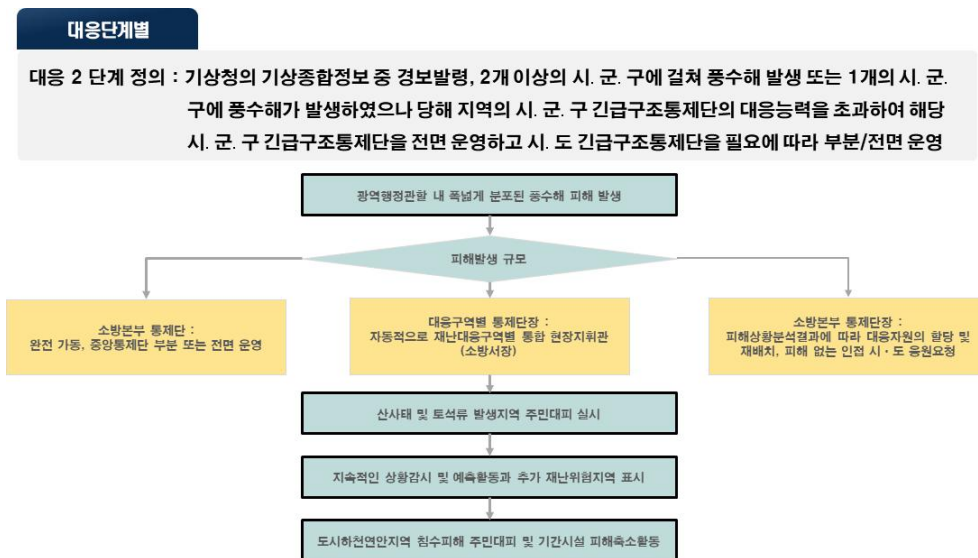 대응단계별
대응 2 단계 정의 : 기상청의 기상종합정보 중 경보발령, 2개 이상의 시. 군. 구에 걸쳐 풍수해 발생 또는 1개의 시. 군.
구에 풍수해가 발생하였으나 당해 지역의 시. 군. 구 긴급구조통제단의 대응능력을 초과하여 해당
시. 군. 구 긴급구조통제단을 전면 운영하고 시. 도 긴급구조통제단을 필요에 따라 부분/전면 운영
광역행정관할 내 폭넓게 분포된 풍수해 피해 발생
피해발생 규모
소방본부 통제단 :
완전 가동, 중앙통제단 부분 또는 전면 운영
대응구역별 통제단장 :
자동적으로 재난대응구역별 통합 현장지휘관
(소방서장)
소방본부 통제단장 :
피해상황분석결과에 따라 대응자원의 할당 및
재배치, 피해 없는 인접 시 · 도 응원요청
산사태 및 토석류 발생지역 주민대피 실시
지속적인 상황감시 및 예측활동과 추가 재난위험지역 표시
도시하천연안지역 침수피해 주민대피 및 기간시설 피해축소활동